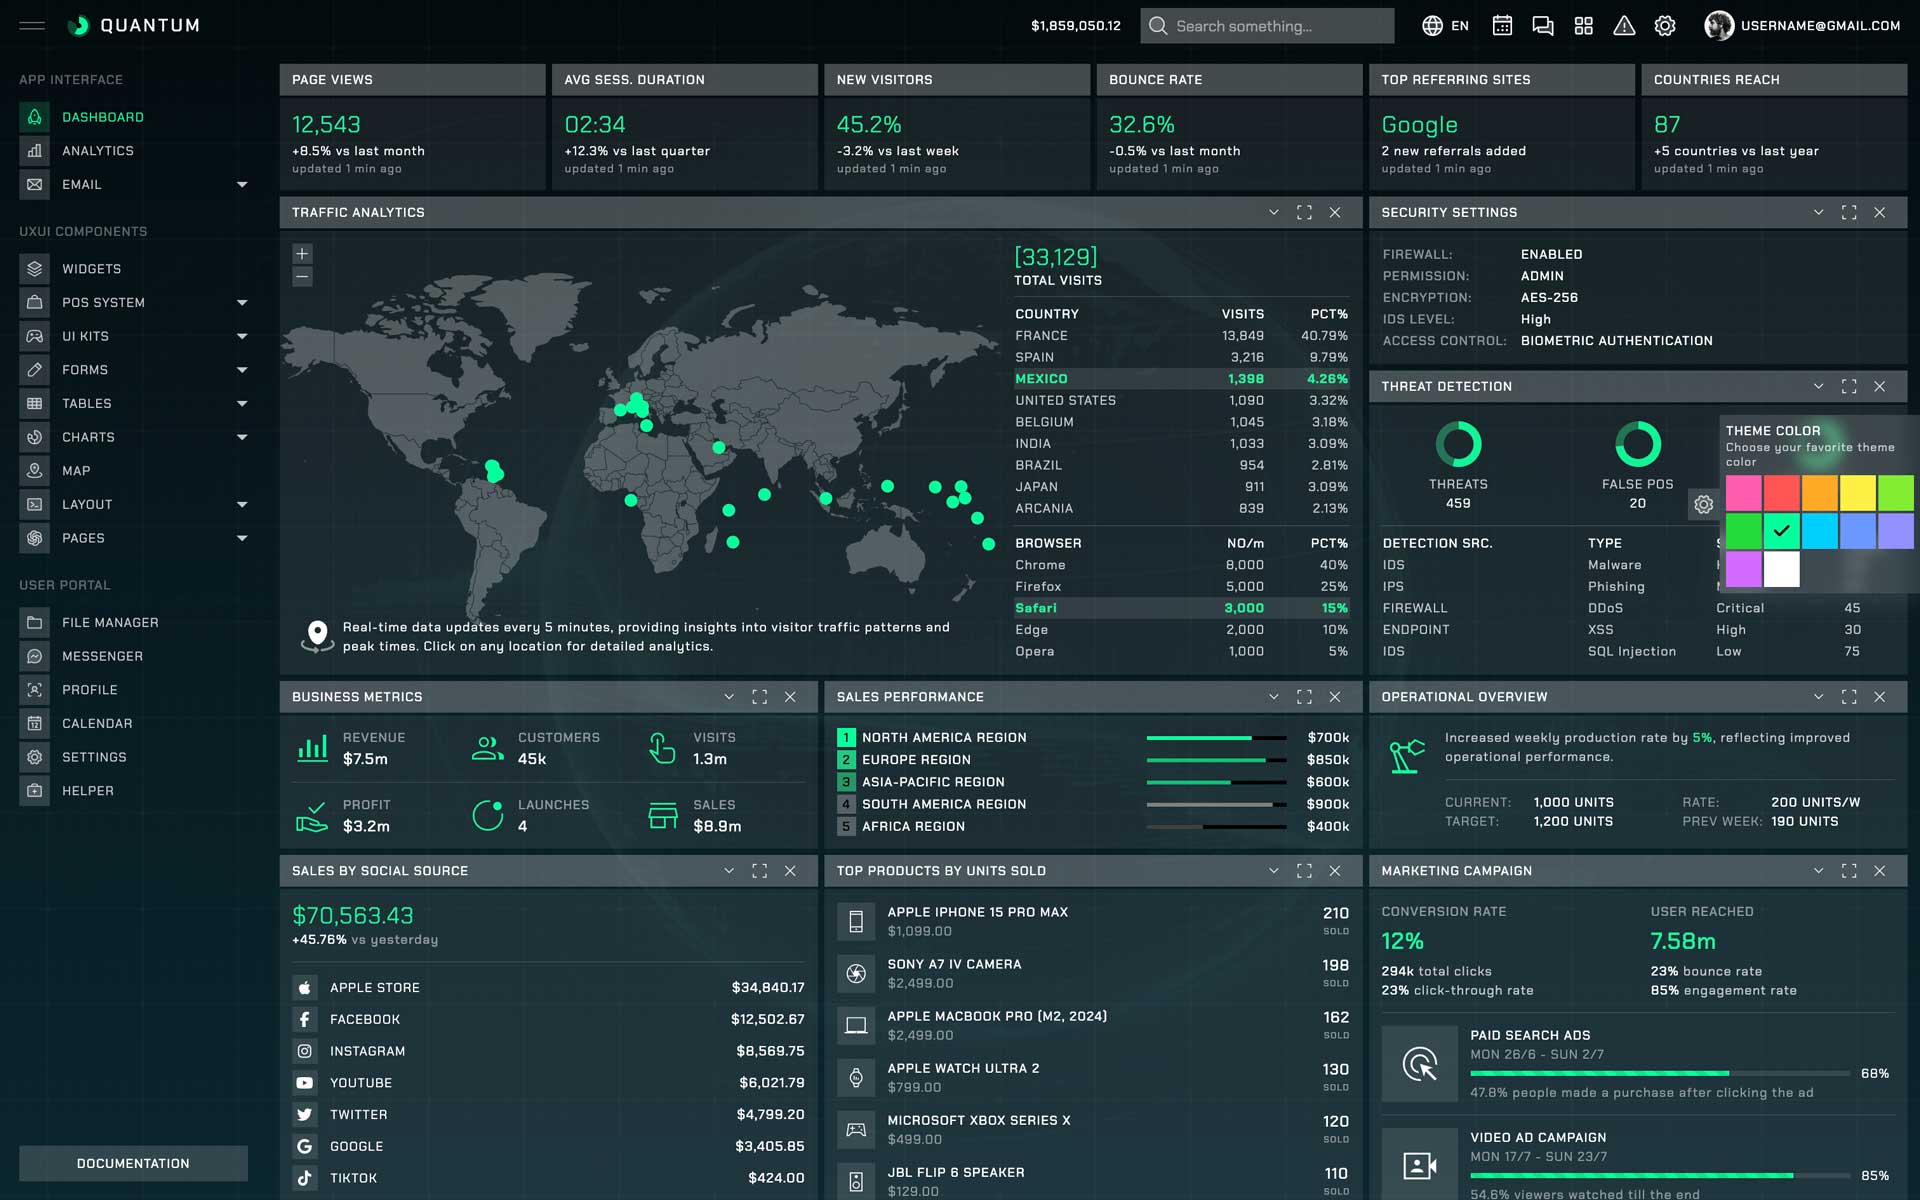 QUANTUM
$1,859,050.12
Search something...
EN
USERNAME@GMAIL.COM
APP INTERFACE
DASHBOARD
ANALYTICS
EMAIL
UXUI COMPONENTS
WIDGETS
POS SYSTEM
UI KITS
FORMS
TABLES
CHARTS
MAP
LAYOUT
PAGES
USER PORTAL
FILE MANAGER
MESSENGER
PROFILE
CALENDAR
SETTINGS
HELPER
DOCUMENTATION
PAGE VIEWS
12,543
+8.5% vs last month
updated 1 min ago
AVG SESS. DURATION
02:34
+12.3% vs last quarter
updated 1 min ago
NEW VISITORS
45.2%
-3.2% vs last week
updated 1 min ago
BOUNCE RATE
32.6%
-0.5% vs last month
updated 1 min ago
TOP REFERRING SITES
Google
2 new referrals added
updated 1 min ago
COUNTRIES REACH
87
+5 countries vs last year
updated 1 min ago
TRAFFIC ANALYTICS
+
−
Real-time data updates every 5 minutes, providing insights into visitor traffic patterns and
peak times. Click on any location for detailed analytics.
[33,129]
TOTAL VISITS
COUNTRY VISITS PCT%
FRANCE 13,849 40.79%
SPAIN 3,216 9.79%
MEXICO 1,398 4.26%
UNITED STATES 1,090 3.32%
BELGIUM 1,045 3.18%
INDIA 1,033 3.09%
BRAZIL 954 2.81%
JAPAN 911 3.09%
ARCANIA 839 2.13%
BROWSER NO/m PCT%
Chrome 8,000 40%
Firefox 5,000 25%
Safari 3,000 15%
Edge 2,000 10%
Opera 1,000 5%
SECURITY SETTINGS
FIREWALL: ENABLED
PERMISSION: ADMIN
ENCRYPTION: AES-256
IDS LEVEL: High
ACCESS CONTROL: BIOMETRIC AUTHENTICATION
THREAT DETECTION
THREATS
459
FALSE POS
20
THEME COLOR
Choose your favorite theme
color
DETECTION SRC. TYPE
IDS Malware
IPS Phishing
FIREWALL DDoS Critical 45
ENDPOINT XSS High 30
IDS SQL Injection Low 75
BUSINESS METRICS
REVENUE
$7.5m
CUSTOMERS
45k
VISITS
1.3m
PROFIT
$3.2m
LAUNCHES
4
SALES
$8.9m
SALES PERFORMANCE
1 NORTH AMERICA REGION $700k
2 EUROPE REGION $850k
3 ASIA-PACIFIC REGION $600k
4 SOUTH AMERICA REGION $900k
5 AFRICA REGION $400k
OPERATIONAL OVERVIEW
Increased weekly production rate by 5%, reflecting improved
operational performance.
CURRENT: 1,000 UNITS RATE: 200 UNITS/W
TARGET: 1,200 UNITS PREV WEEK: 190 UNITS
SALES BY SOCIAL SOURCE
$70,563.43
+45.76% vs yesterday
APPLE STORE $34,840.17
FACEBOOK $12,502.67
INSTAGRAM $8,569.75
YOUTUBE $6,021.79
TWITTER $4,799.20
GOOGLE $3,405.85
TIKTOK $424.00
TOP PRODUCTS BY UNITS SOLD
APPLE IPHONE 15 PRO MAX 210
$1,099.00 SOLD
SONY A7 IV CAMERA 198
$2,499.00 SOLD
APPLE MACBOOK PRO (M2, 2024) 162
$2,499.00 SOLD
APPLE WATCH ULTRA 2 130
$799.00 SOLD
MICROSOFT XBOX SERIES X 120
$499.00 SOLD
JBL FLIP 6 SPEAKER 110
$129.00 SOLD
MARKETING CAMPAIGN
CONVERSION RATE
12%
294k total clicks
23% click-through rate
USER REACHED
7.58m
23% bounce rate
85% engagement rate
PAID SEARCH ADS
MON 26/6 - SUN 2/7
68%
47.8% people made a purchase after clicking the ad
VIDEO AD CAMPAIGN
MON 17/7 - SUN 23/7
85%
54.6% viewers watched till the end